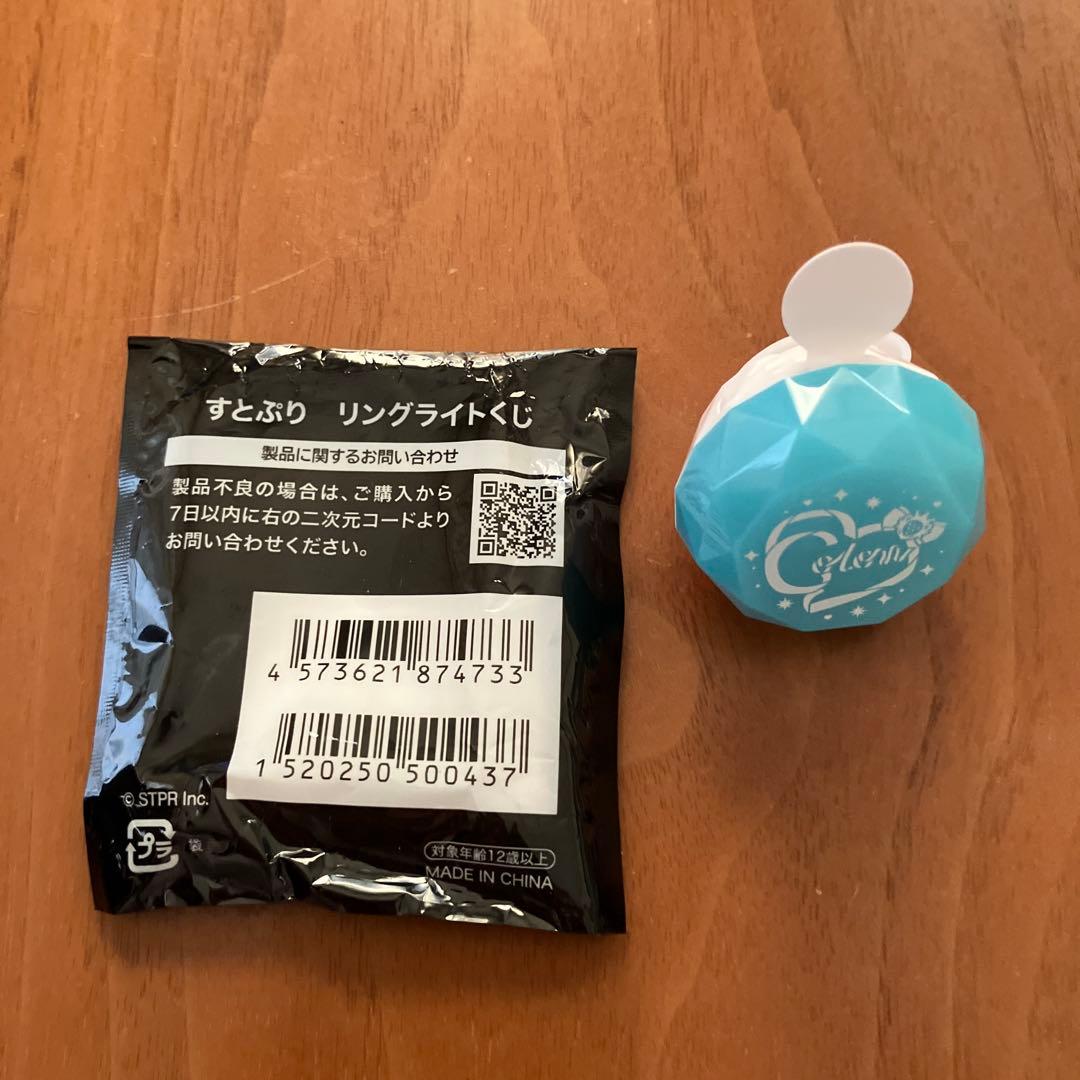 すとぷり リングライトくじ
製品に関するお問い合わせ
製品不良の場合は、ご購入から
7日以内に右の二次元コードより
お問い合わせください。
4 573621 874733
1 520250 500437
© STPR Inc.
プラ 袋
対象年齢12歳以上
MADE IN CHINA